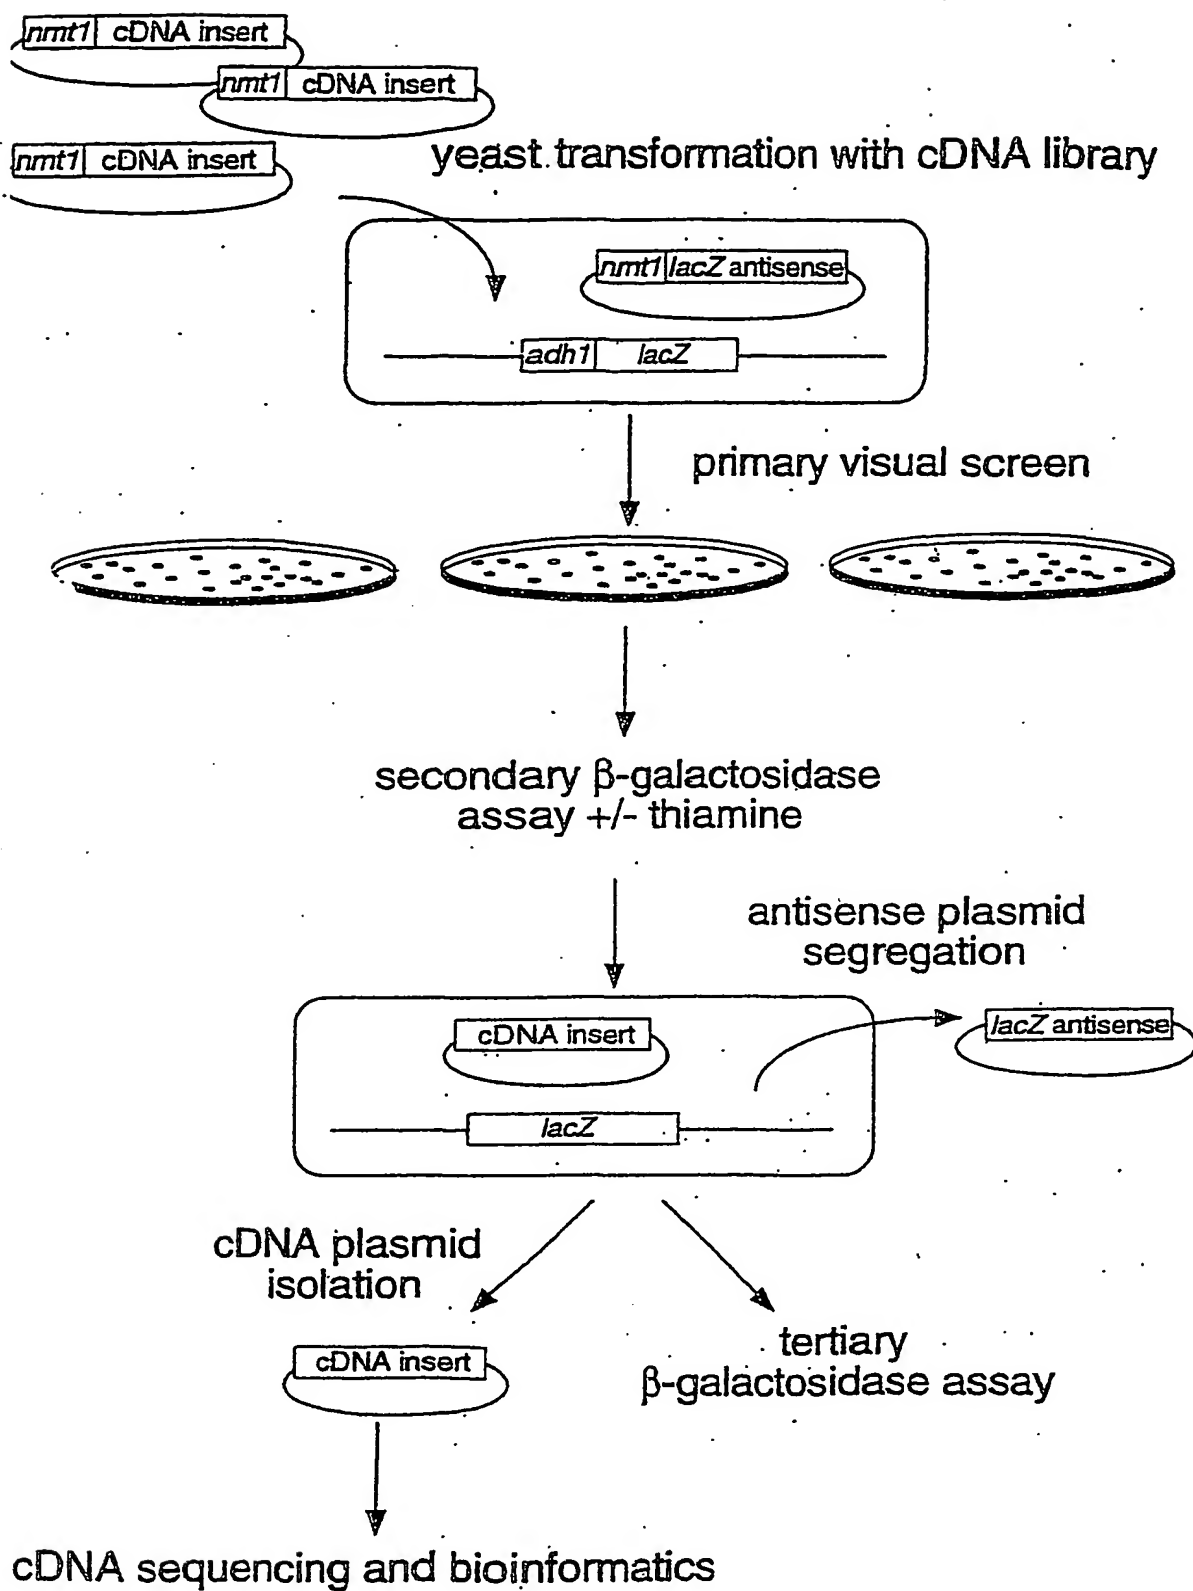 nmt1 cDNA insert
nmt1 cDNA insert
nmt1 cDNA insert
yeast transformation with cDNA library
nmt1 lacZ antisense
adh1 lacZ
primary visual screen
secondary β-galactosidase
assay +/- thiamine
antisense plasmid
segregation
cDNA insert
lacZ antisense
lacZ
cDNA plasmid
isolation
cDNA insert
tertiary
β-galactosidase assay
cDNA sequencing and bioinformatics